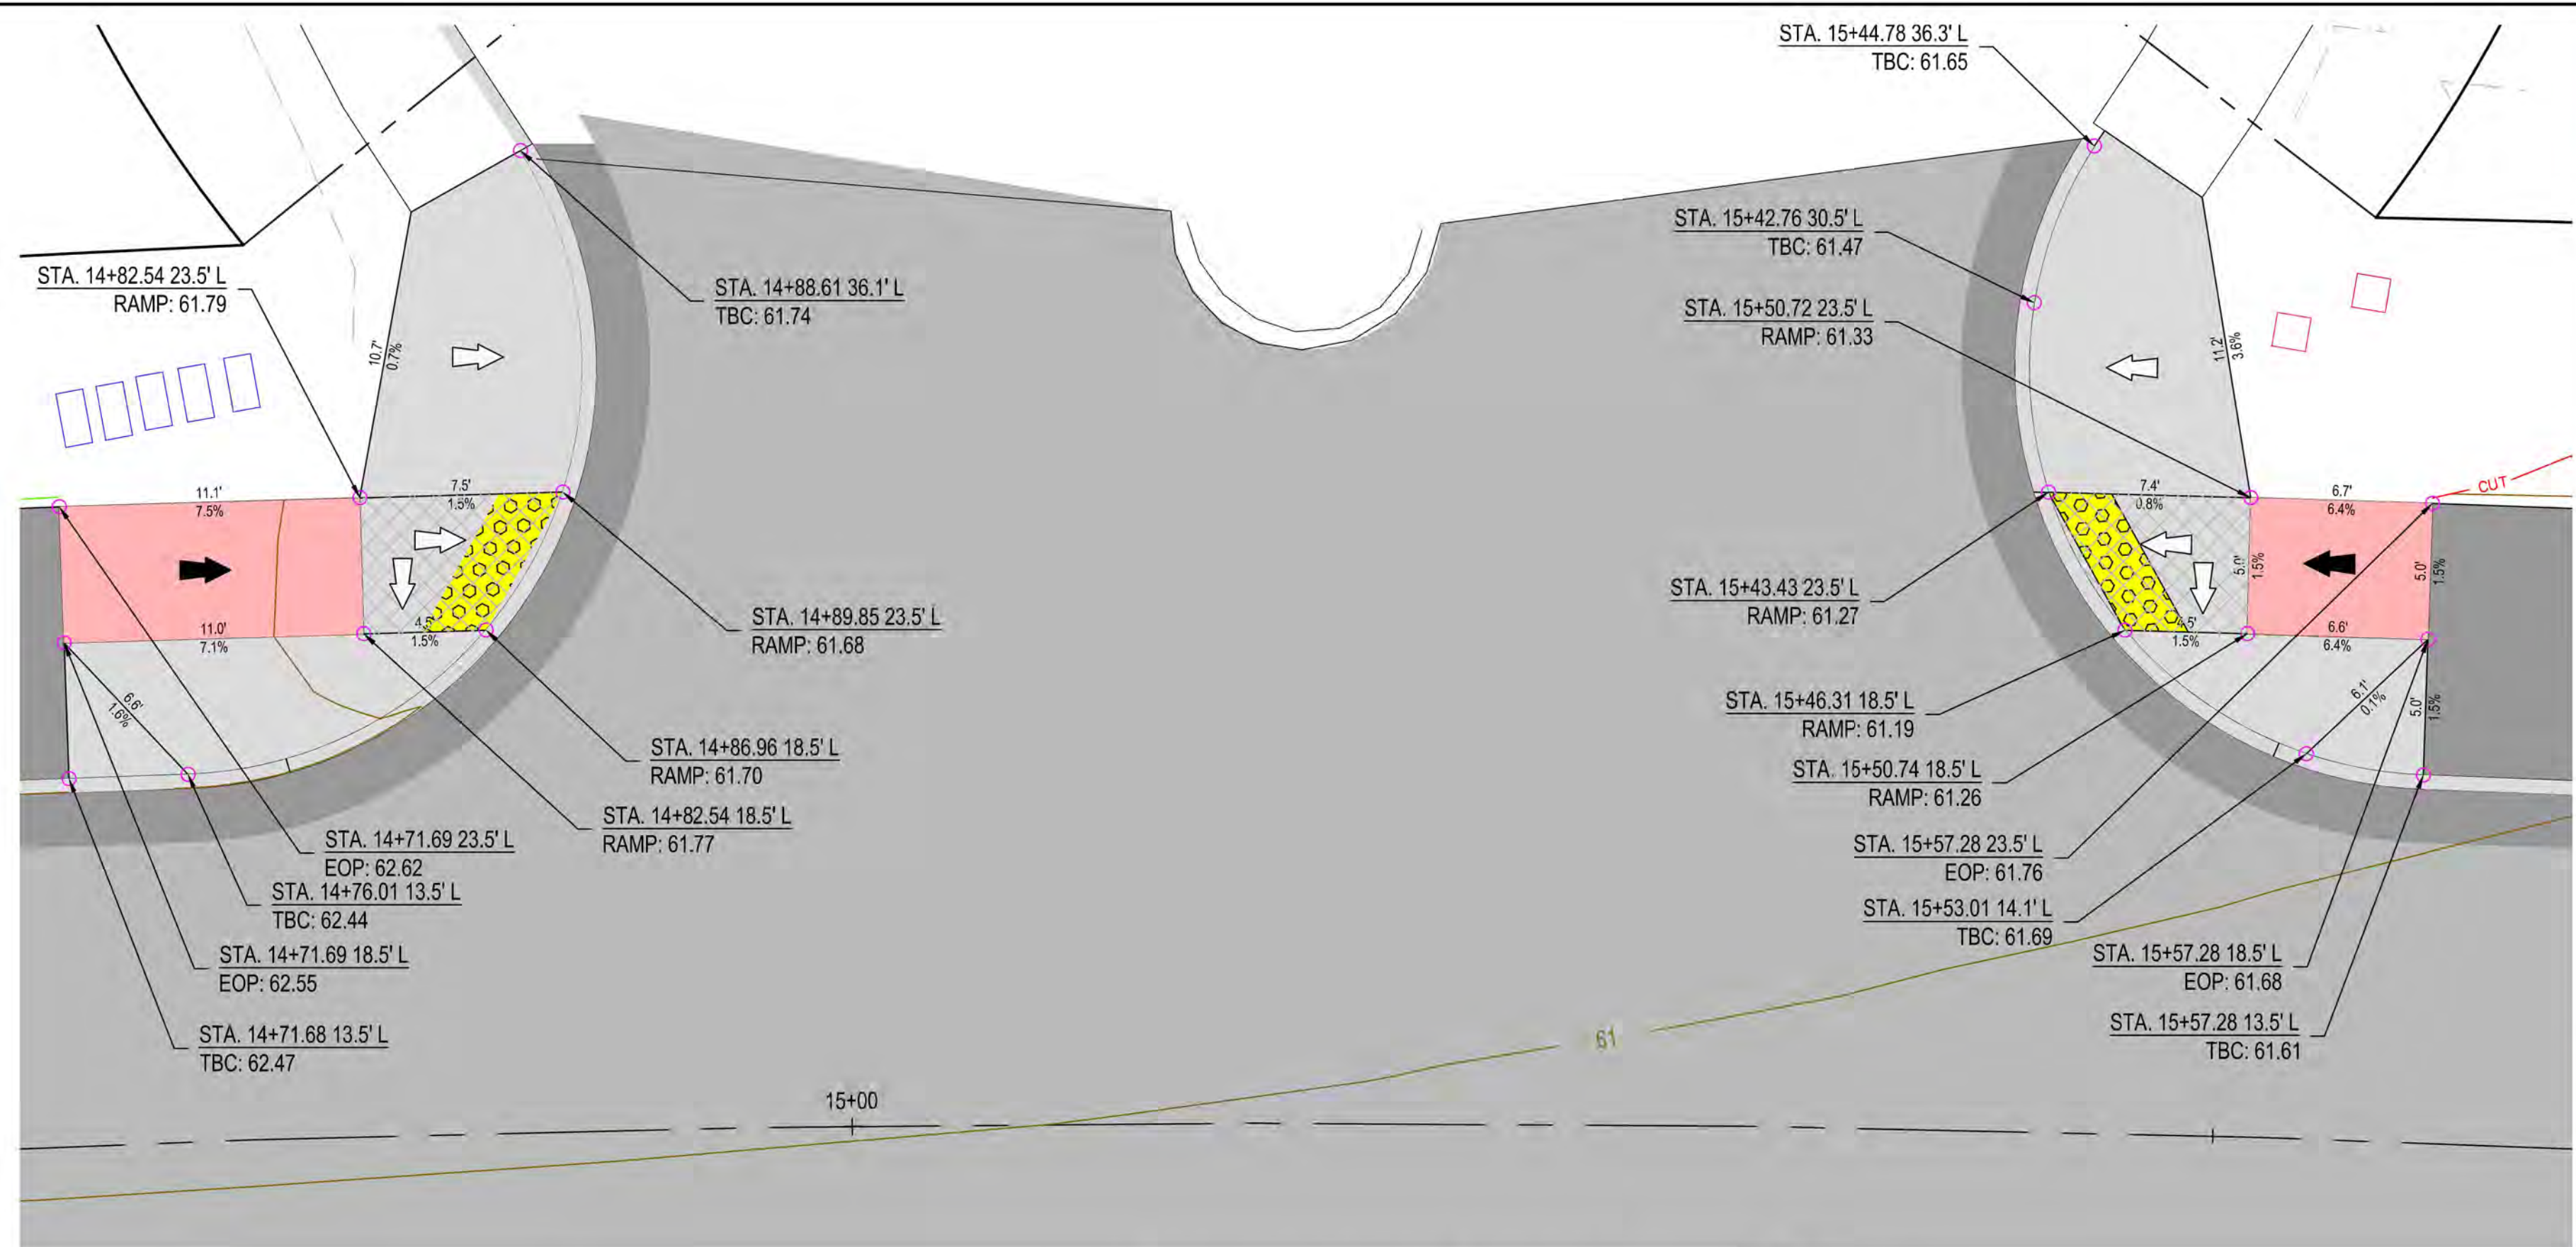 STA. 15+44.78 36.3' L
TBC: 61.65
STA. 15+42.76 30.5' L
TBC: 61.47
STA. 14+82.54 23.5' L
RAMP: 61.79
STA. 14+88.61 36.1' L
TBC: 61.74
STA. 15+50.72 23.5' L
RAMP: 61.33
10.7'
0.7%
11.2'
3.6%
11.1'
7.5%
7.5'
1.5%
7.4'
0.8%
6.7'
6.4%
CUT
5.0'
1.5%
5.0'
1.5%
STA. 15+43.43 23.5' L
RAMP: 61.27
STA. 14+89.85 23.5' L
RAMP: 61.68
11.0'
7.1%
4.5'
1.5%
4.5'
1.5%
6.6'
6.4%
6.6'
1.6%
6.1'
0.1%
5.0'
1.5%
STA. 15+46.31 18.5' L
RAMP: 61.19
STA. 14+86.96 18.5' L
RAMP: 61.70
STA. 15+50.74 18.5' L
RAMP: 61.26
STA. 14+82.54 18.5' L
RAMP: 61.77
STA. 14+71.69 23.5' L
EOP: 62.62
STA. 15+57.28 23.5' L
EOP: 61.76
STA. 14+76.01 13.5' L
TBC: 62.44
STA. 15+53.01 14.1' L
TBC: 61.69
STA. 14+71.69 18.5' L
EOP: 62.55
STA. 15+57.28 18.5' L
EOP: 61.68
STA. 14+71.68 13.5' L
TBC: 62.47
STA. 15+57.28 13.5' L
TBC: 61.61
61
15+00